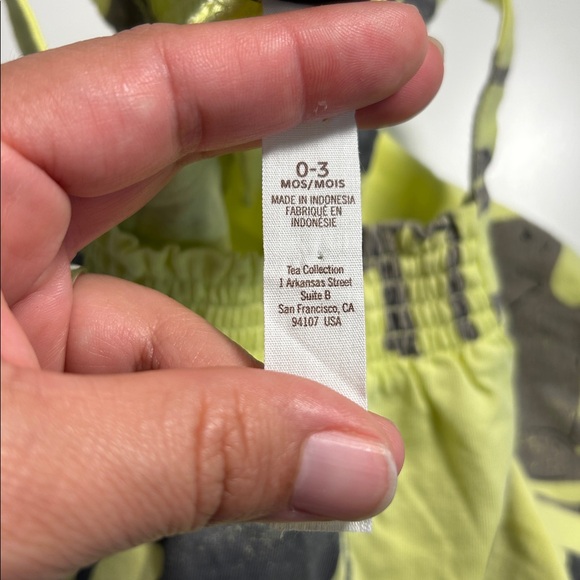 0-3
MOS/MOIS
MADE IN INDONESIA
FABRIQUÉ EN
INDONÉSIE
Tea Collection
1 Arkansas Street
Suite B
San Francisco, CA
94107 USA